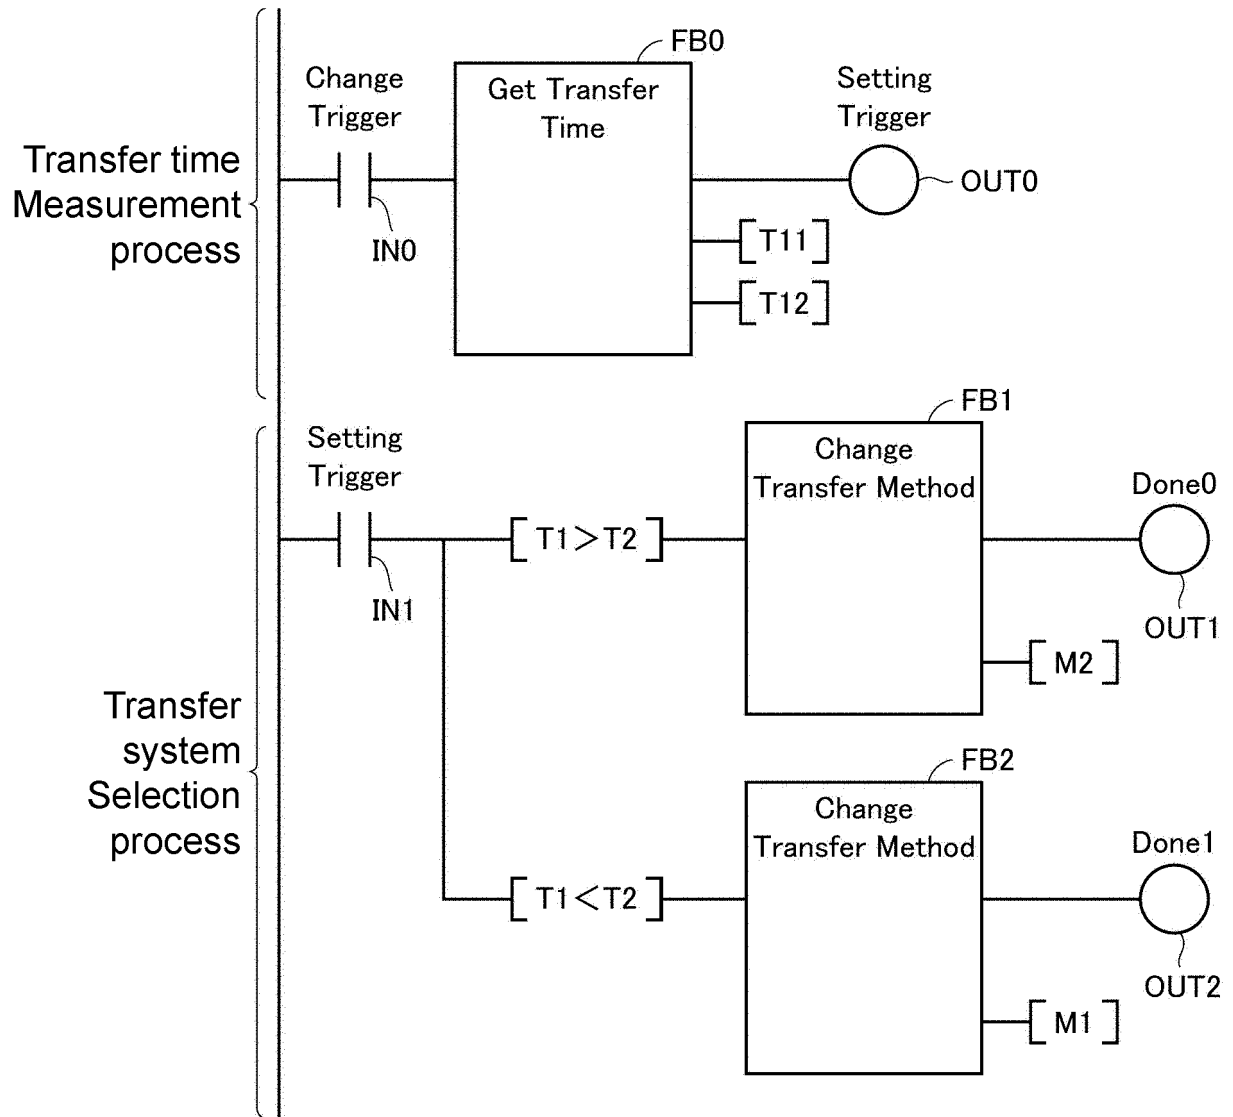 FB0
Change
Trigger
Get Transfer
Time
Setting
Trigger
Transfer time
Measurement
process
IN0
OUT0
T11
T12
FB1
Setting
Trigger
Change
Transfer Method
Done0
T1>T2
IN1
OUT1
M2
Transfer
system
Selection
process
FB2
Change
Transfer Method
Done1
T1<T2
OUT2
M1